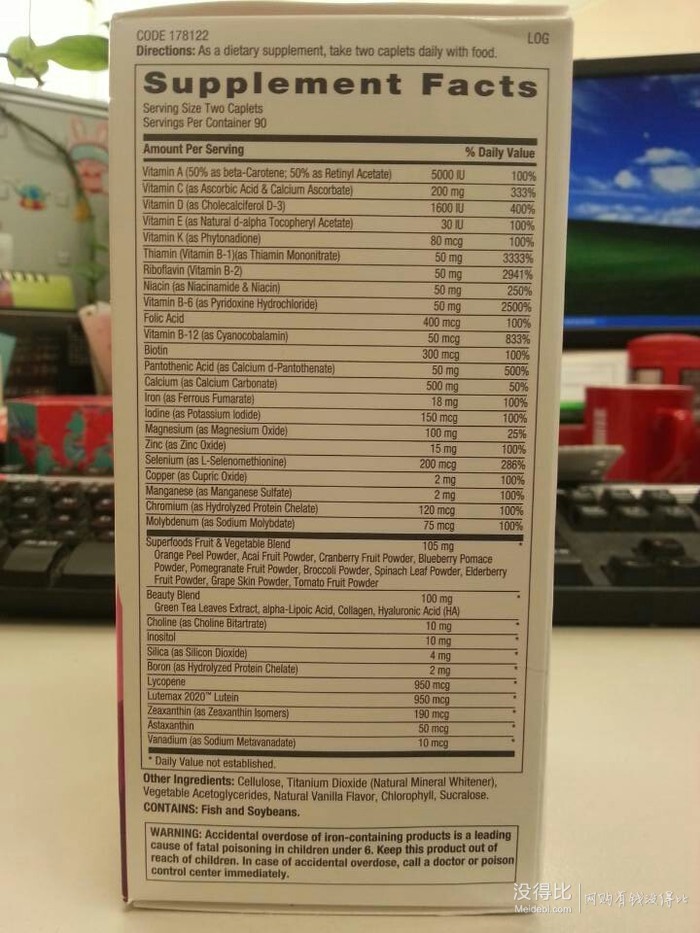 CODE 178122 LOG
Directions: As a dietary supplement, take two caplets daily with food.
Supplement Facts
Serving Size Two Caplets
Servings Per Container 90
Amount Per Serving % Daily Value
Vitamin A (50% as beta-Carotene; 50% as Retinyl Acetate) 5000 IU 100%
Vitamin C (as Ascorbic Acid & Calcium Ascorbate) 200 mg 333%
Vitamin D (as Cholecalciferol D-3) 1600 IU 400%
Vitamin E (as Natural d-alpha Tocopheryl Acetate) 30 IU 100%
Vitamin K (as Phytonadione) 80 mcg 100%
Thiamin (Vitamin B-1)(as Thiamin Mononitrate) 50 mg 3333%
Riboflavin (Vitamin B-2) 50 mg 2941%
Niacin (as Niacinamide & Niacin) 50 mg 250%
Vitamin B-6 (as Pyridoxine Hydrochloride) 50 mg 2500%
Folic Acid 400 mcg 100%
Vitamin B-12 (as Cyanocobalamin) 50 mcg 833%
Biotin 300 mcg 100%
Pantothenic Acid (as Calcium d-Pantothenate) 50 mg 500%
Calcium (as Calcium Carbonate) 500 mg 50%
Iron (as Ferrous Fumarate) 18 mg 100%
Iodine (as Potassium Iodide) 150 mcg 100%
Magnesium (as Magnesium Oxide) 100 mg 25%
Zinc (as Zinc Oxide) 15 mg 100%
Selenium (as L-Selenomethionine) 200 mcg 286%
Copper (as Cupric Oxide) 2 mg 100%
Manganese (as Manganese Sulfate) 2 mg 100%
Chromium (as Hydrolyzed Protein Chelate) 120 mcg 100%
Molybdenum (as Sodium Molybdate) 75 mcg 100%
Superfoods Fruit & Vegetable Blend 105 mg *
Orange Peel Powder, Acai Fruit Powder, Cranberry Fruit Powder, Blueberry Pomace
Powder, Pomegranate Fruit Powder, Broccoli Powder, Spinach Leaf Powder, Elderberry
Fruit Powder, Grape Skin Powder, Tomato Fruit Powder
Beauty Blend 100 mg *
Green Tea Leaves Extract, alpha-Lipoic Acid, Collagen, Hyaluronic Acid (HA)
Choline (as Choline Bitartrate) 10 mg *
Inositol 10 mg *
Silica (as Silicon Dioxide) 4 mg *
Boron (as Hydrolyzed Protein Chelate) 2 mg *
Lycopene 950 mcg *
Lutemax 2020™ Lutein 950 mcg *
Zeaxanthin (as Zeaxanthin Isomers) 190 mcg *
Astaxanthin 50 mcg *
Vanadium (as Sodium Metavanadate) 10 mcg *
* Daily Value not established.
Other Ingredients: Cellulose, Titanium Dioxide (Natural Mineral Whitener),
Vegetable Acetoglycerides, Natural Vanilla Flavor, Chlorophyll, Sucralose.
CONTAINS: Fish and Soybeans.
WARNING: Accidental overdose of iron-containing products is a leading
cause of fatal poisoning in children under 6. Keep this product out of
reach of children. In case of accidental overdose, call a doctor or poison
control center immediately.
没得比 网购有我没得比
Meidebi.com